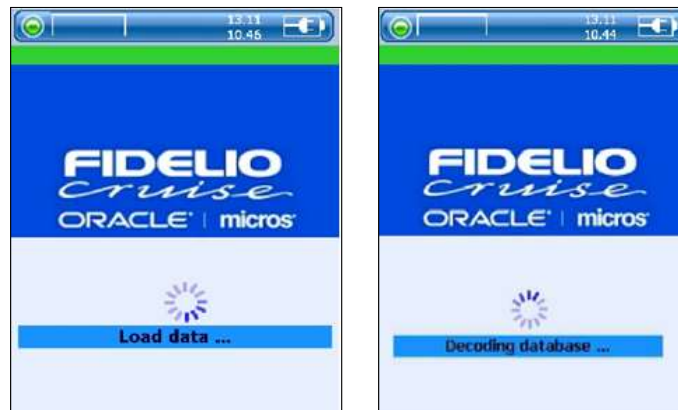 13.11
10.46
FIDELIO
Cruise
ORACLE® | micros®
Load data ...
13.11
10.44
FIDELIO
Cruise
ORACLE® | micros®
Decoding database ...